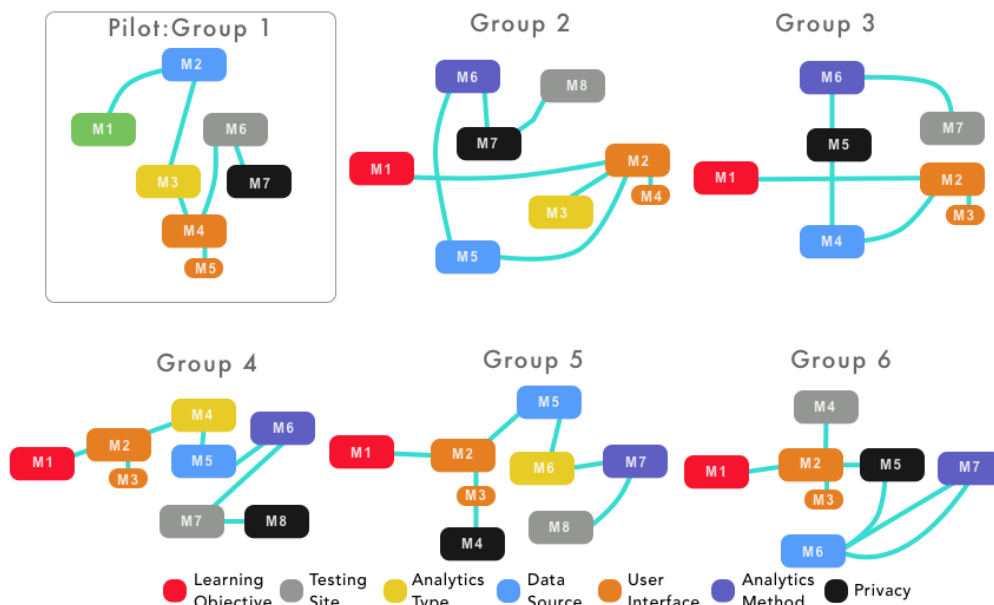 Pilot:Group 1
M2
M1
M6
M3
M7
M4
M5
Group 2
M6
M8
M7
M1
M2
M4
M3
M5
Group 3
M6
M7
M5
M1
M2
M3
M4
Group 4
M4
M2
M6
M1
M5
M3
M7
M8
Group 5
M5
M1
M2
M6
M7
M3
M8
M4
Group 6
M4
M1
M2
M5
M7
M3
M6
Learning
Objective
Testing
Site
Analytics
Type
Data
Source
User
Interface
Analytics
Method
Privacy